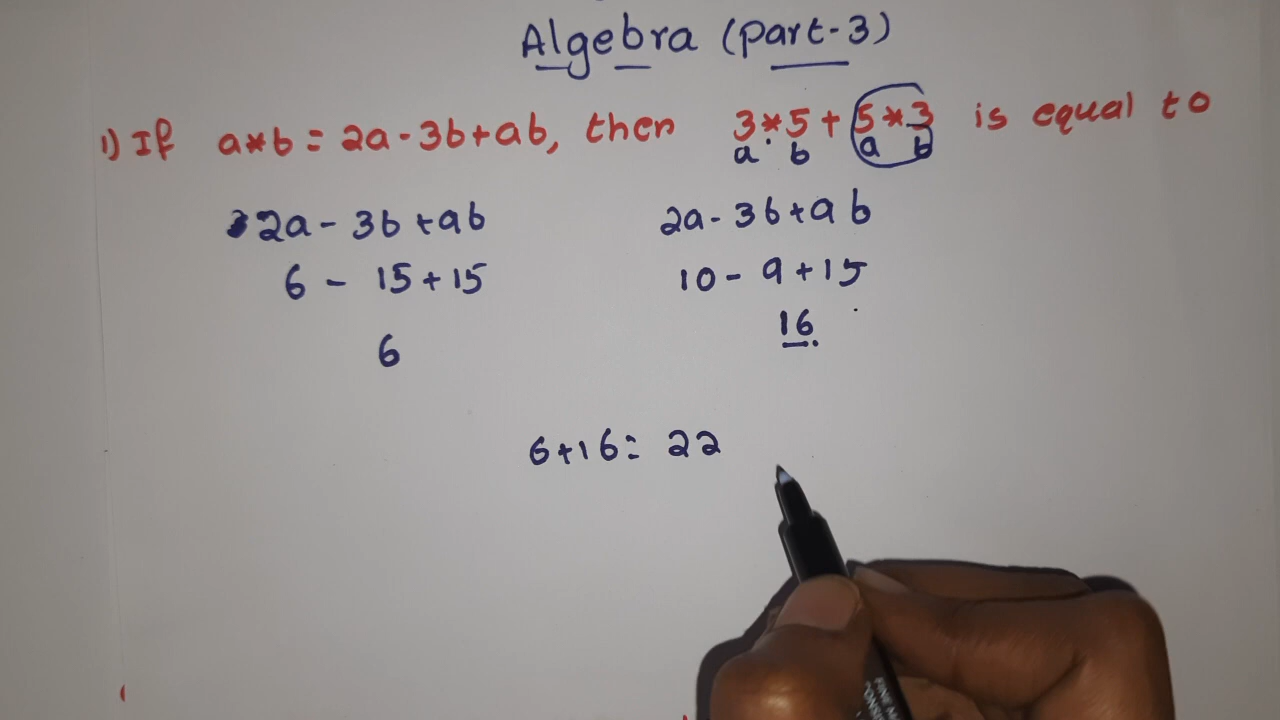 Algebra (Part-3)
1) If a*b = 2a-3b+ab, then 3*5+5*3 is equal to
a b a b
2a- 3b +ab
2a- 3b+a b
6 - 15+15
10- 9+15
6
16
6+16= 22